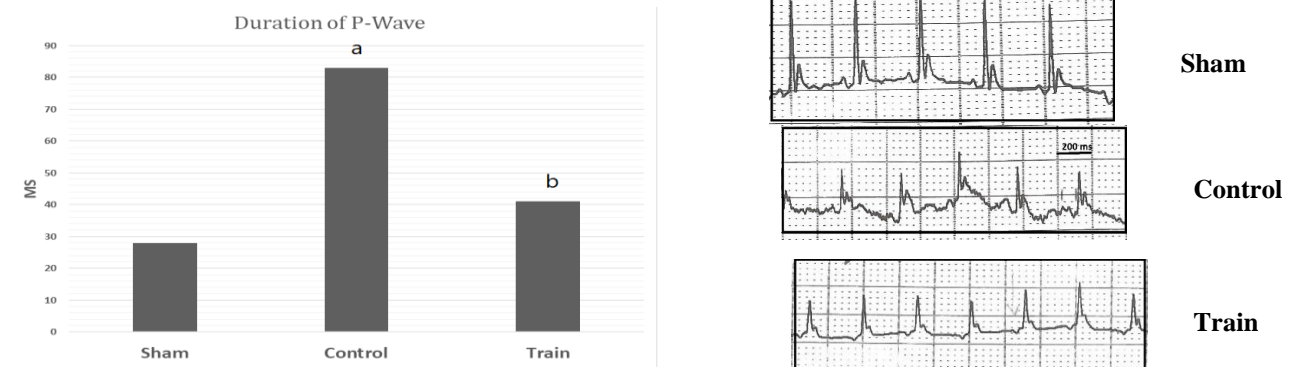 Duration of P-Wave
MS
90
80
70
60
50
40
30
20
10
0
a
b
Sham
Control
Train
Sham
200 ms
Control
Train